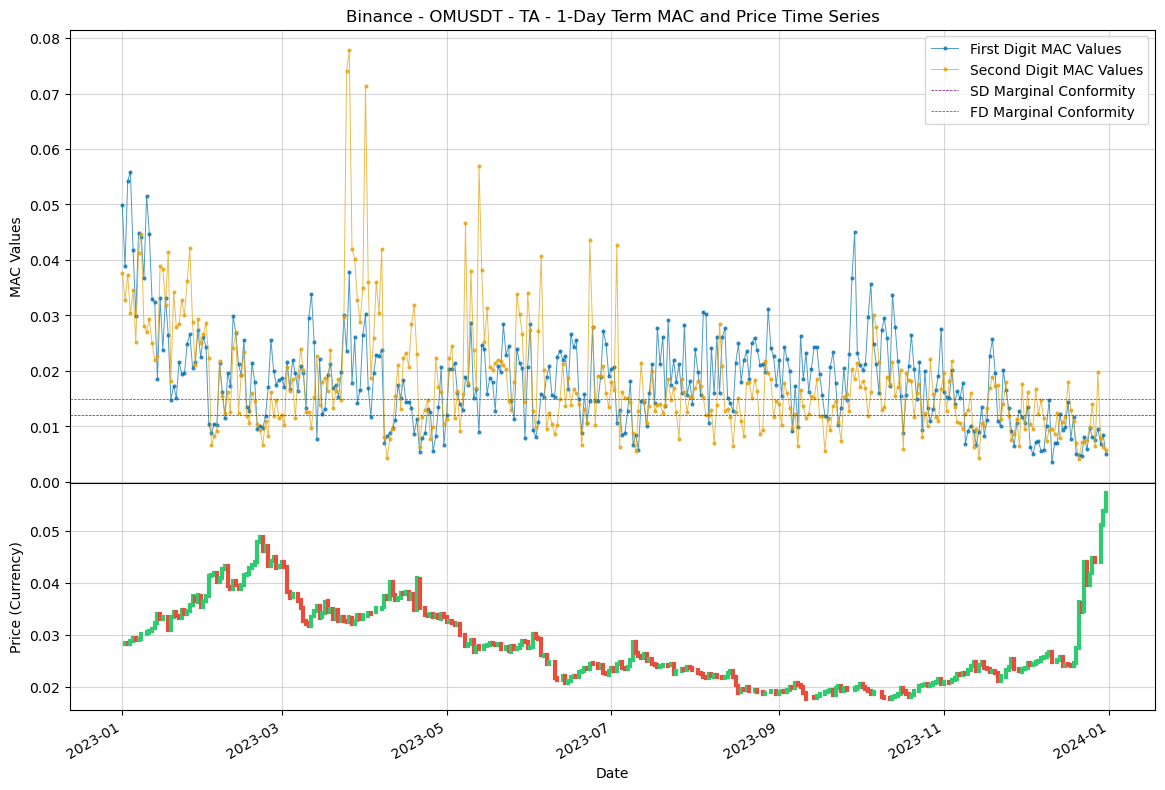 Binance - OMUSDT - TA - 1-Day Term MAC and Price Time Series
First Digit MAC Values
Second Digit MAC Values
SD Marginal Conformity
FD Marginal Conformity
MAC Values
0.08
0.07
0.06
0.05
0.04
0.03
0.02
0.01
0.00
Price (Currency)
0.05
0.04
0.03
0.02
2023-01
2023-03
2023-05
2023-07
2023-09
2023-11
2024-01
Date